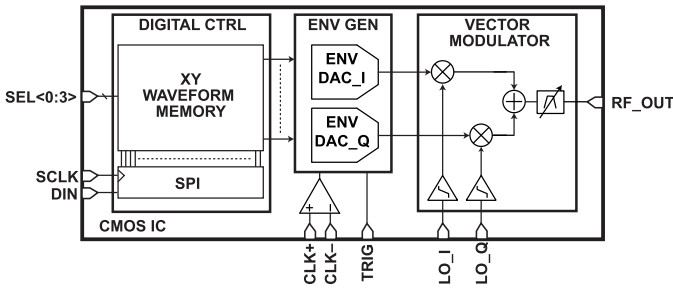 DIGITAL CTRL
ENV GEN
VECTOR
MODULATOR
XY
WAVEFORM
MEMORY
ENV
DAC_I
ENV
DAC_Q
SEL<0:3>
RF_OUT
SCLK
DIN
SPI
+ −
CMOS IC
CLK+
CLK−
TRIG
LO_I
LO_Q